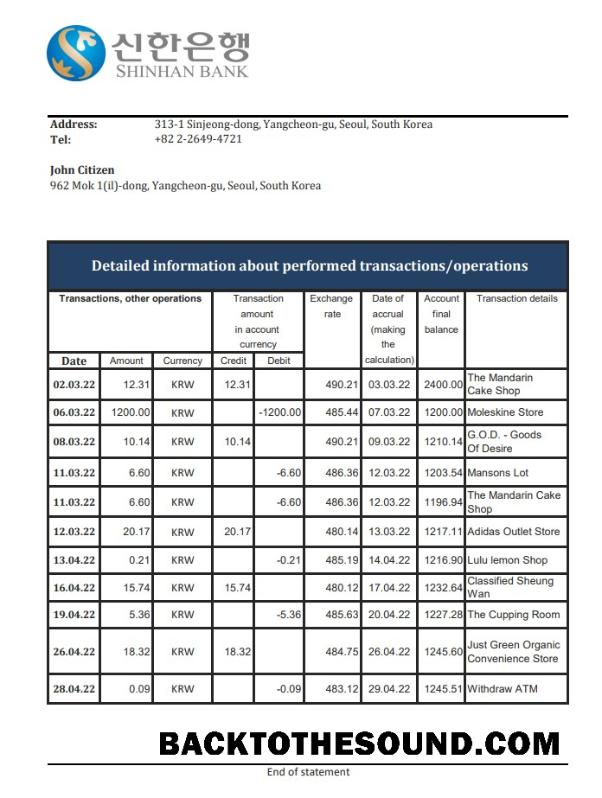 신한은행
SHINHAN BANK
Address: 313-1 Sinjeong-dong, Yangcheon-gu, Seoul, South Korea
Tel: +82 2-2649-4721
John Citizen
962 Mok 1(il)-dong, Yangcheon-gu, Seoul, South Korea
Detailed information about performed transactions/operations
Transactions, other operations Transaction Exchange Date of Account Transaction details
amount rate accrual final
in account (making balance
currency the
Date Amount Currency Credit Debit calculation)
02.03.22 12.31 KRW 12.31 490.21 03.03.22 2400.00 The Mandarin
Cake Shop
06.03.22 1200.00 KRW -1200.00 485.44 07.03.22 1200.00 Moleskine Store
08.03.22 10.14 KRW 10.14 490.21 09.03.22 1210.14 G.O.D. - Goods
Of Desire
11.03.22 6.60 KRW -6.60 486.36 12.03.22 1203.54 Mansons Lot
11.03.22 6.60 KRW -6.60 486.36 12.03.22 1196.94 The Mandarin Cake
Shop
12.03.22 20.17 KRW 20.17 480.14 13.03.22 1217.11 Adidas Outlet Store
13.04.22 0.21 KRW -0.21 485.19 14.04.22 1216.90 Lulu lemon Shop
16.04.22 15.74 KRW 15.74 480.12 17.04.22 1232.64 Classified Sheung
Wan
19.04.22 5.36 KRW -5.36 485.63 20.04.22 1227.28 The Cupping Room
26.04.22 18.32 KRW 18.32 484.75 26.04.22 1245.60 Just Green Organic
Convenience Store
28.04.22 0.09 KRW -0.09 483.12 29.04.22 1245.51 Withdraw ATM
BACKTOTHESOUND.COM
End of statement